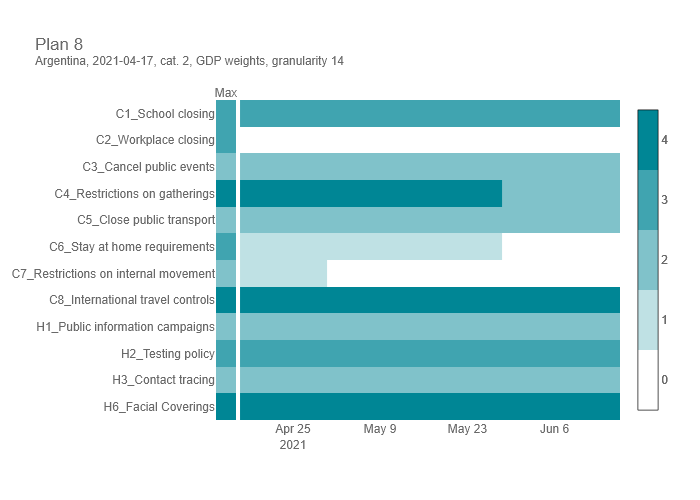 Plan 8
Argentina, 2021-04-17, cat. 2, GDP weights, granularity 14
Max
C1_School closing
C2_Workplace closing
C3_Cancel public events
C4_Restrictions on gatherings
C5_Close public transport
C6_Stay at home requirements
C7_Restrictions on internal movement
C8_International travel controls
H1_Public information campaigns
H2_Testing policy
H3_Contact tracing
H6_Facial Coverings
4
3
2
1
0
Apr 25 May 9 May 23 Jun 6
2021